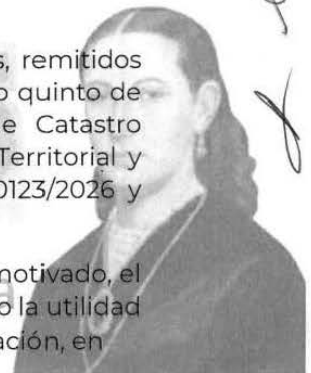 s, remitidos
o quinto de
e Catastro
Territorial y
0123/2026 y
motivado, el
o la utilidad
ación, en